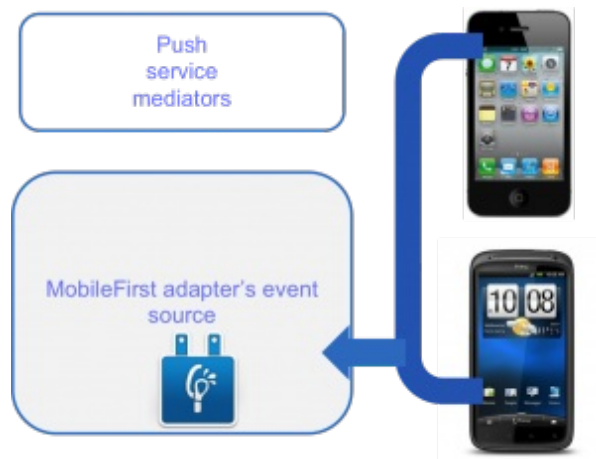 Push
service
mediators
MobileFirst adapter's event
source
10 08